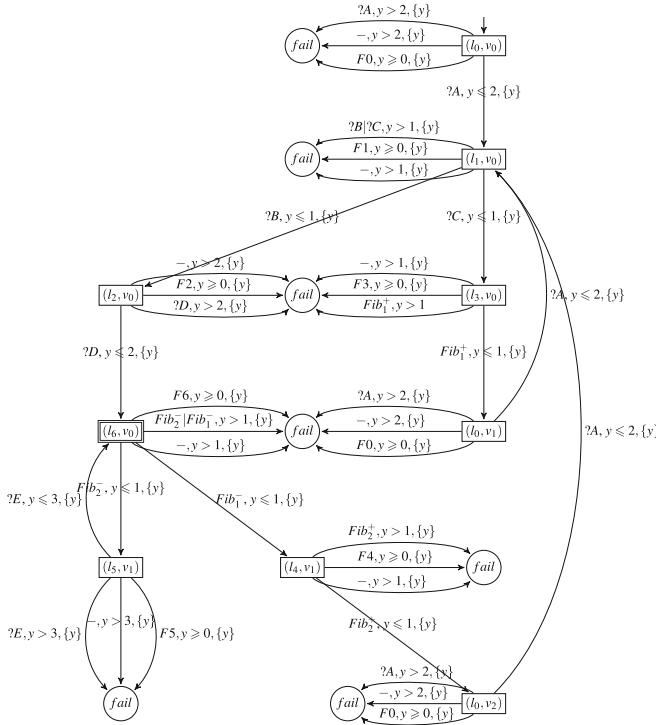 ?A, y > 2, {y}
fail
−, y > 2, {y}
(l0, v0)
F0, y ⩾ 0, {y}
?A, y ⩽ 2, {y}
?B|?C, y > 1, {y}
fail
F1, y ⩾ 0, {y}
(l1, v0)
−, y > 1, {y}
?B, y ⩽ 1, {y}
?C, y ⩽ 1, {y}
−, y > 2, {y}
−, y > 1, {y}
(l2, v0)
F2, y ⩾ 0, {y}
fail
F3, y ⩾ 0, {y}
(l3, v0)
?D, y > 2, {y}
Fib1+, y > 1
?A, y ⩽ 2, {y}
?D, y ⩽ 2, {y}
Fib1+, y ⩽ 1, {y}
F6, y ⩾ 0, {y}
?A, y > 2, {y}
(l6, v0)
Fib2−|Fib1−, y > 1, {y}
fail
−, y > 2, {y}
(l0, v1)
−, y > 1, {y}
F0, y ⩾ 0, {y}
?A, y ⩽ 2, {y}
Fib2−, y ⩽ 1, {y}
?E, y ⩽ 3, {y}
Fib1−, y ⩽ 1, {y}
Fib2+, y > 1, {y}
(l5, v1)
(l4, v1)
F4, y ⩾ 0, {y}
fail
−, y > 1, {y}
?E, y > 3, {y}
−, y > 3, {y}
F5, y ⩾ 0, {y}
Fib2+, y ⩽ 1, {y}
?A, y > 2, {y}
fail
fail
−, y > 2, {y}
(l0, v2)
F0, y ⩾ 0, {y}